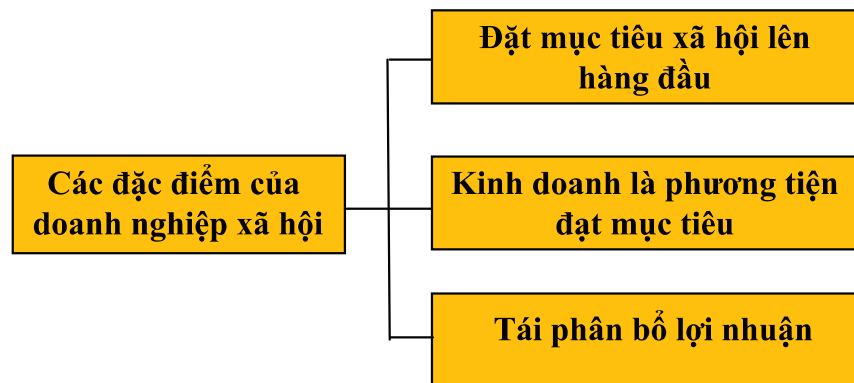 Đặt mục tiêu xã hội lên
hàng đầu
Các đặc điểm của
doanh nghiệp xã hội
Kinh doanh là phương tiện
đạt mục tiêu
Tái phân bổ lợi nhuận